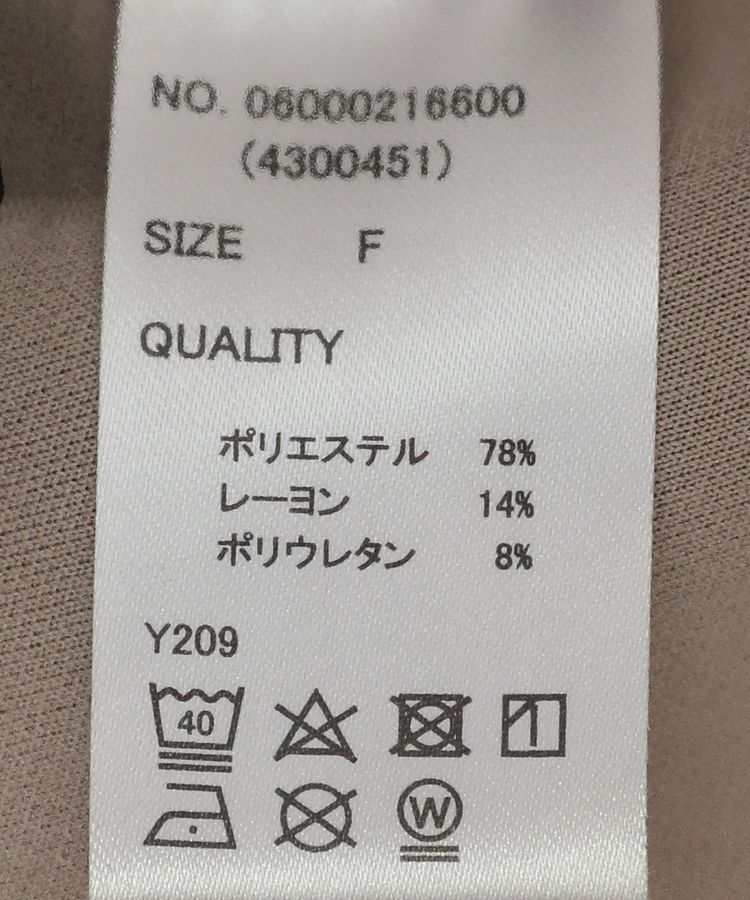 NO. 06000216600
(4300451)
SIZE F
QUALITY
ポリエステル 78%
レーヨン 14%
ポリウレタン 8%
Y209
40
W